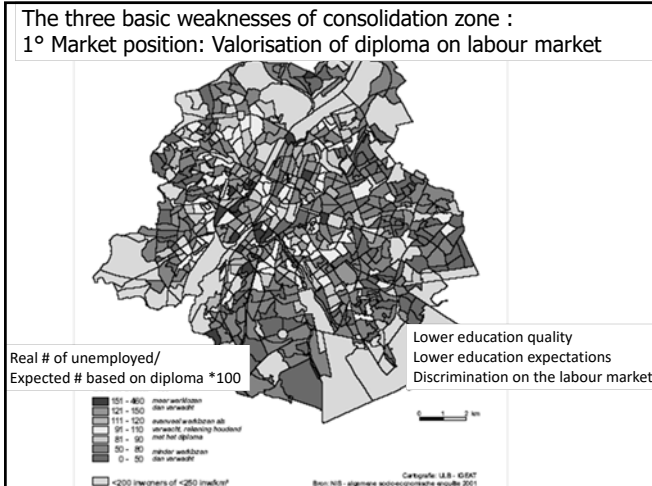 The three basic weaknesses of consolidation zone :
1° Market position: Valorisation of diploma on labour market
Real # of unemployed/
Expected # based on diploma *100
Lower education quality
Lower education expectations
Discrimination on the labour market
151 - 460 meer werklozen
121 - 150 dan verwacht
111 - 120 evenveel werklozen als
91 - 110 verwacht, rekening houdend
81 - 90 met het diploma
50 - 80 minder werklozen
0 - 50 dan verwacht
<200 inwoners of <250 inw/km²
0 1 2 km
Cartografie: ULB - IGEAT
Bron: NIS - algemene socio-economische enquête 2001